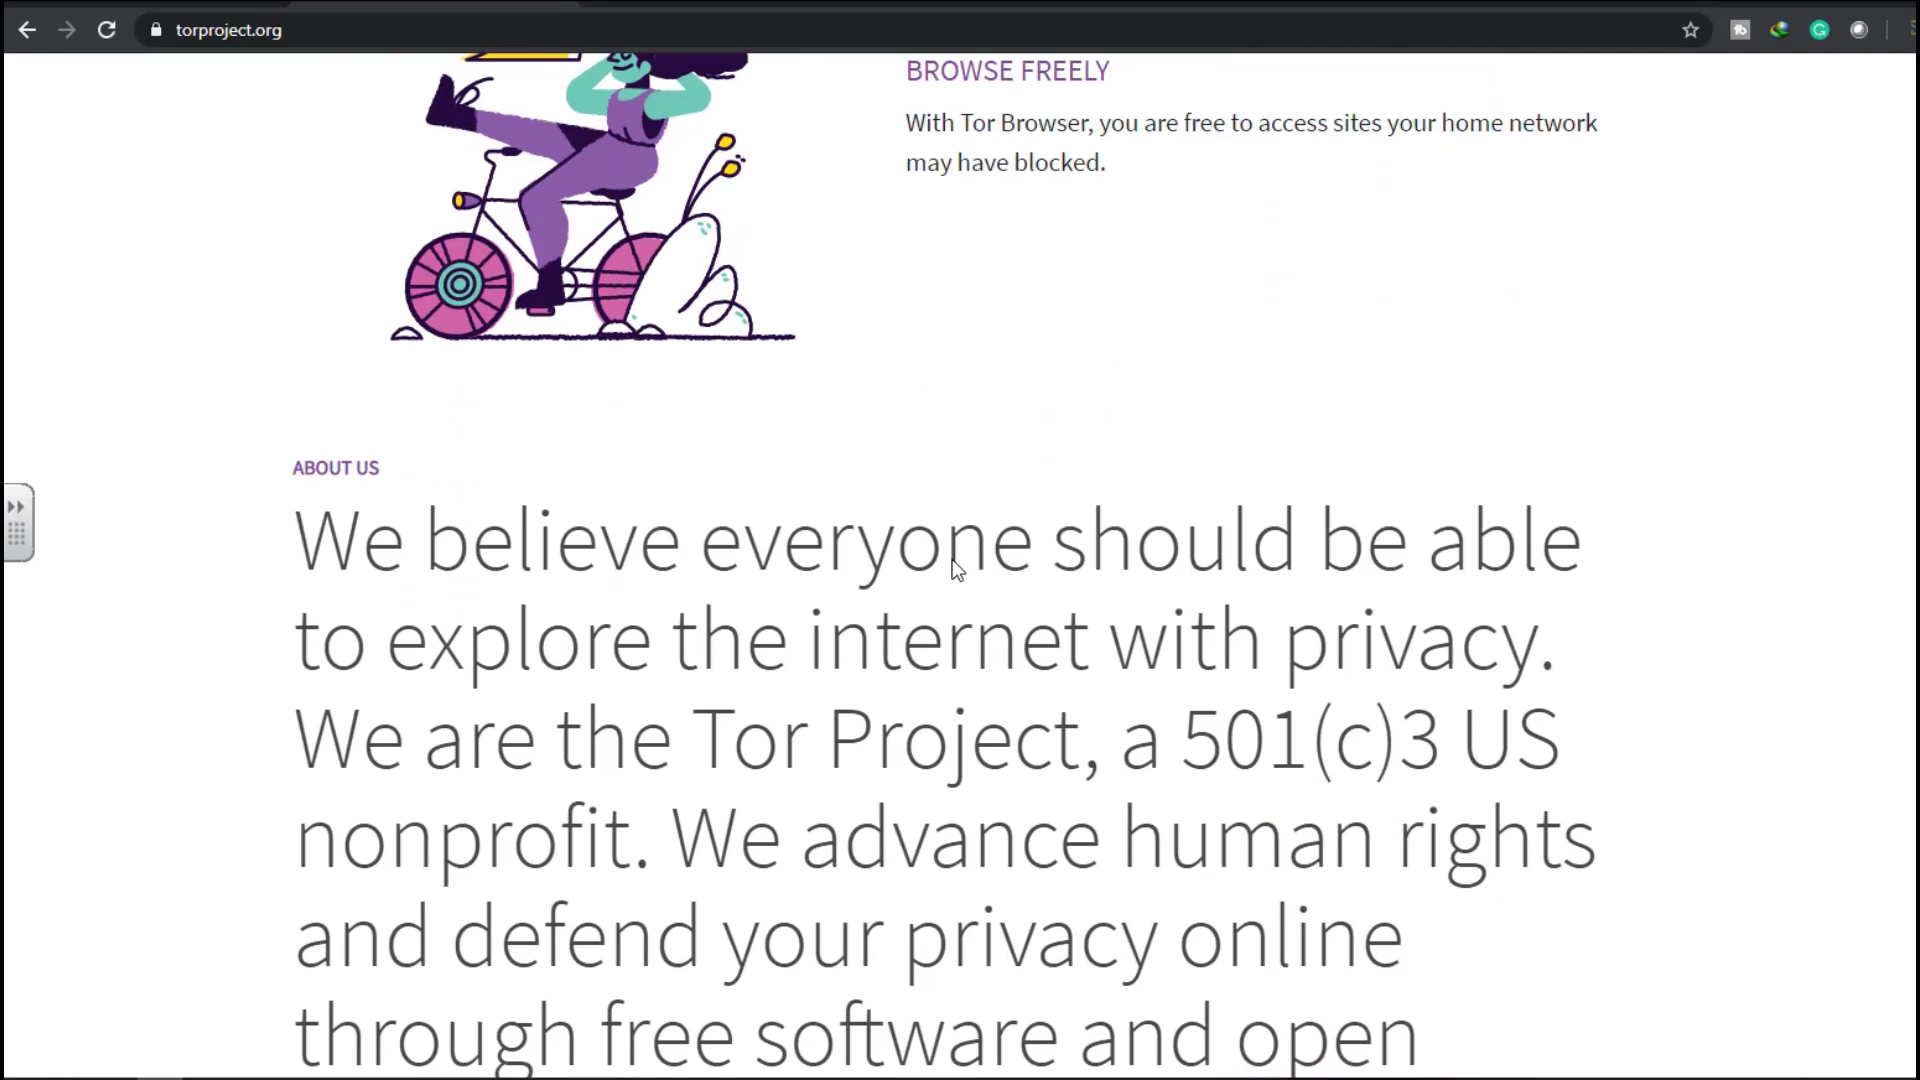 torproject.org
BROWSE FREELY
With Tor Browser, you are free to access sites your home network
may have blocked.
ABOUT US
We believe everyone should be able
to explore the internet with privacy.
We are the Tor Project, a 501(c)3 US
nonprofit. We advance human rights
and defend your privacy online
through free software and open